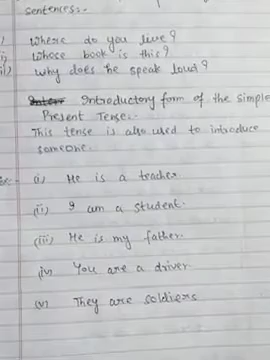 sentences:-
) Where do you live?
i) Whose book is this?
ii) Why does he speak loud?
Introductory form of the simple
Present Tense:-
This tense is also used to introduce
someone.
Ex:- (i) He is a teacher.
(ii) I am a student.
(iii) He is my father.
(iv) You are a driver.
(v) They are soldiers.